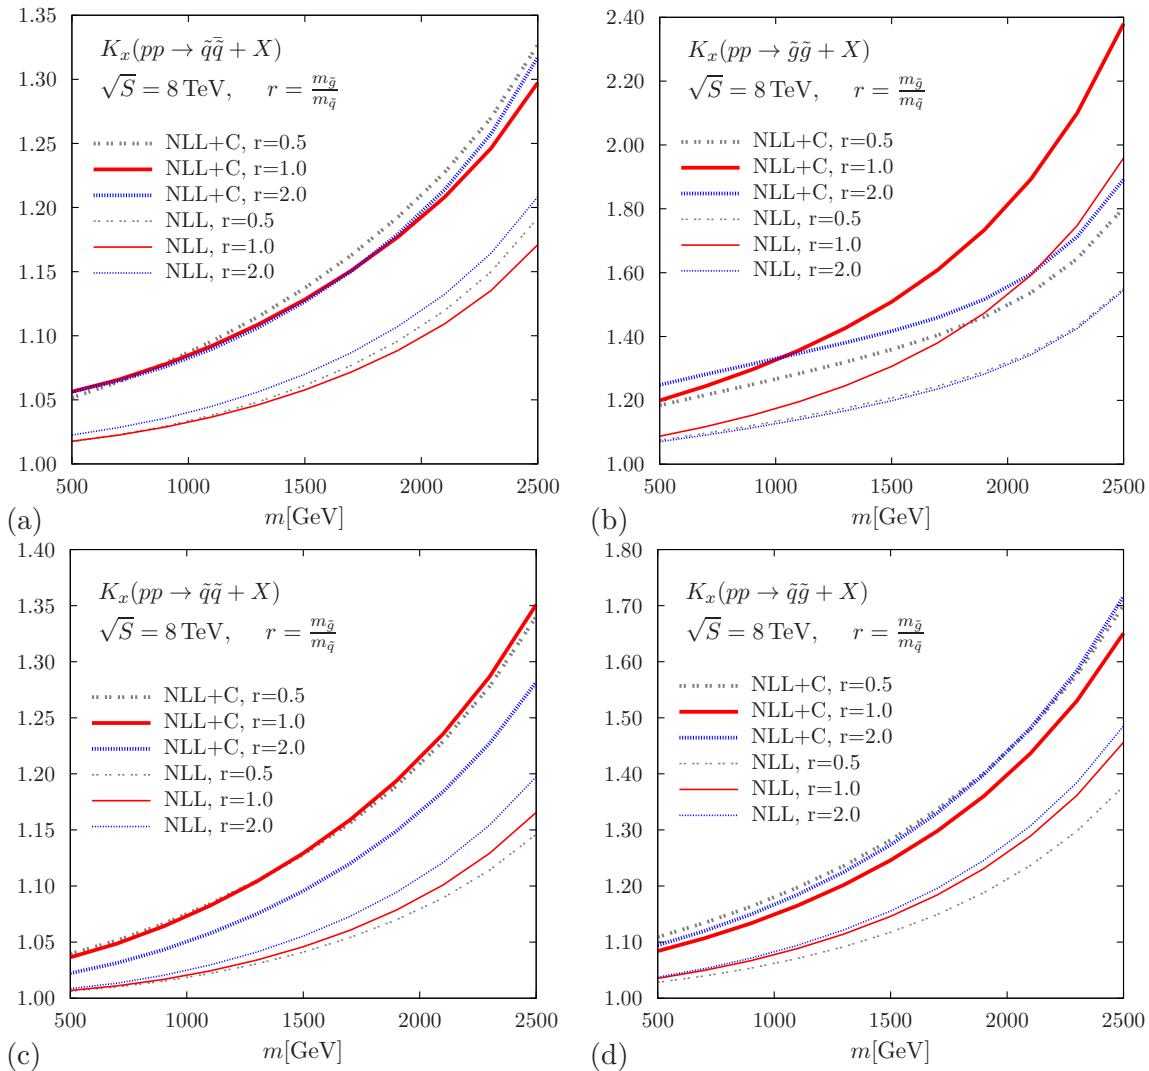 1.35
1.30
1.25
1.20
1.15
1.10
1.05
1.00
K_x(pp → q̃q̃̄ + X)
√S = 8 TeV, r = m_g̃/m_q̃
NLL+C, r=0.5
NLL+C, r=1.0
NLL+C, r=2.0
NLL, r=0.5
NLL, r=1.0
NLL, r=2.0
500 1000 1500 2000 2500
(a) m[GeV]
2.40
2.20
2.00
1.80
1.60
1.40
1.20
1.00
K_x(pp → g̃g̃ + X)
√S = 8 TeV, r = m_g̃/m_q̃
NLL+C, r=0.5
NLL+C, r=1.0
NLL+C, r=2.0
NLL, r=0.5
NLL, r=1.0
NLL, r=2.0
500 1000 1500 2000 2500
(b) m[GeV]
1.40
1.35
1.30
1.25
1.20
1.15
1.10
1.05
1.00
K_x(pp → q̃q̃ + X)
√S = 8 TeV, r = m_g̃/m_q̃
NLL+C, r=0.5
NLL+C, r=1.0
NLL+C, r=2.0
NLL, r=0.5
NLL, r=1.0
NLL, r=2.0
500 1000 1500 2000 2500
(c) m[GeV]
1.80
1.70
1.60
1.50
1.40
1.30
1.20
1.10
1.00
K_x(pp → q̃g̃ + X)
√S = 8 TeV, r = m_g̃/m_q̃
NLL+C, r=0.5
NLL+C, r=1.0
NLL+C, r=2.0
NLL, r=0.5
NLL, r=1.0
NLL, r=2.0
500 1000 1500 2000 2500
(d) m[GeV]